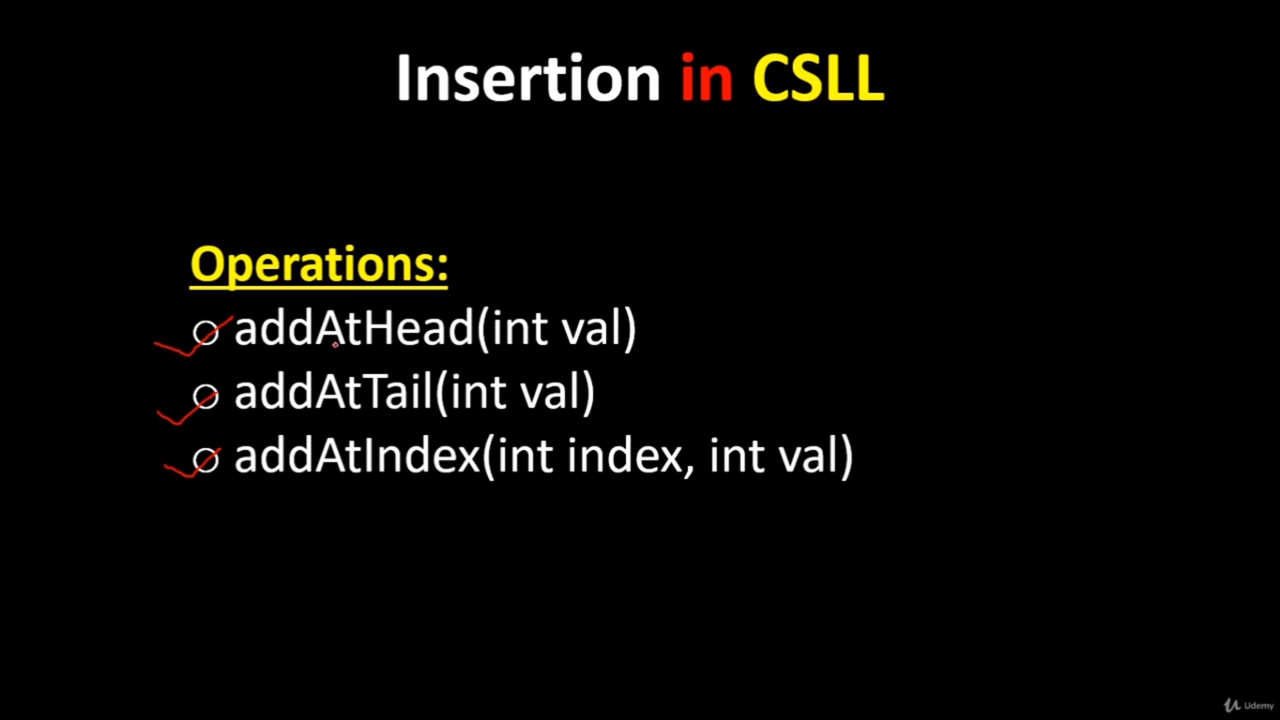 Insertion in CSLL
Operations:
addAtHead(int val)
addAtTail(int val)
addAtIndex(int index, int val)
Udemy